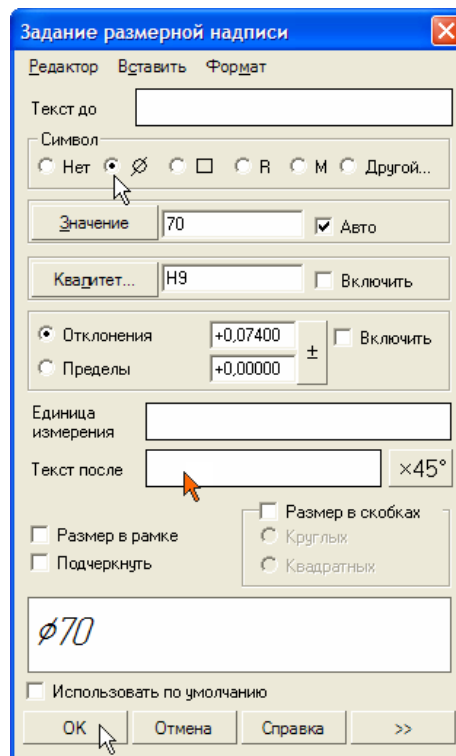 Задание размерной надписи
Редактор Вставить Формат
Текст до
Символ
Нет ⌀ □ R M Другой...
Значение 70 Авто
Квалитет... H9 Включить
Отклонения +0,07400 ± Включить
Пределы +0,00000
Единица
измерения
Текст после ×45°
Размер в скобках
Размер в рамке Круглых
Подчеркнуть Квадратных
⌀70
Использовать по умолчанию
OK Отмена Справка >>